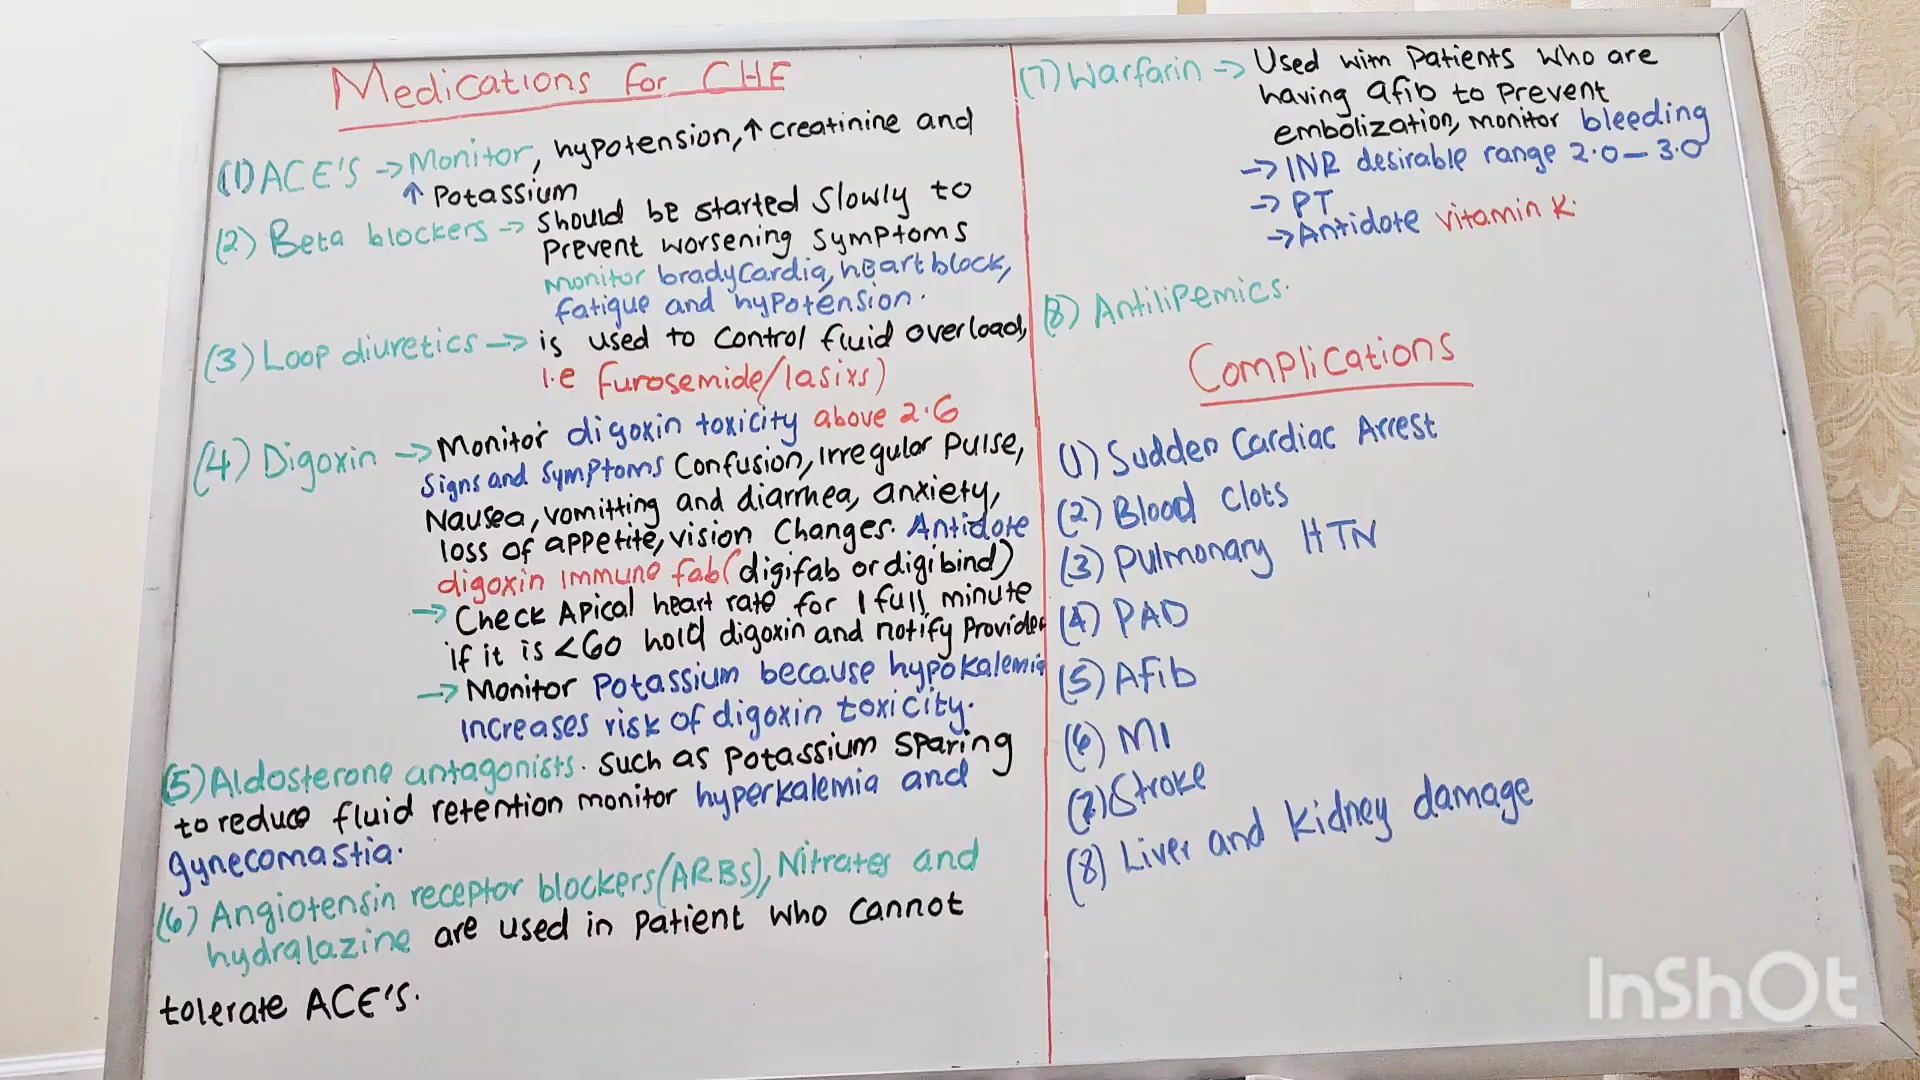 Medications for CHF
(1) ACE'S → Monitor, hypotension, ↑ creatinine and
↑ Potassium
(2) Beta blockers → Should be started slowly to
Prevent worsening symptoms
monitor bradycardia, heart block,
fatigue and hypotension.
(3) Loop diuretics → is used to control fluid overload,
i.e furosemide/lasixs)
(4) Digoxin → Monitor digoxin toxicity above 2.6
Signs and symptoms Confusion, irregular pulse,
Nausea, vomitting and diarrhea, anxiety,
loss of appetite, vision Changes. Antidote
digoxin immune fab (digifab or digibind)
→ Check Apical heart rate for 1 full minute
if it is <60 hold digoxin and notify Provider
→ Monitor Potassium because hypokalemia
increases risk of digoxin toxicity.
(5) Aldosterone antagonists. such as potassium sparing
to reduce fluid retention monitor hyperkalemia and
gynecomastia.
(6) Angiotensin receptor blockers (ARBS), Nitrates and
hydralazine are used in patient who cannot
tolerate ACE'S.
(7) Warfarin → Used with Patients who are
having afib to Prevent
embolization, monitor bleeding
→ INR desirable range 2.0 – 3.0
→ PT
→ Antidote vitamin K.
(8) Antilipemics.
Complications
(1) Sudden Cardiac Arrest
(2) Blood Clots
(3) Pulmonary HTN
(4) PAD
(5) Afib
(6) MI
(7) Stroke
(8) Liver and kidney damage
InShOt